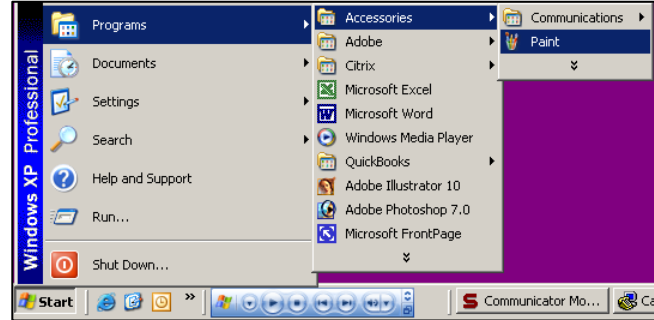 Windows XP Professional
Programs
Documents
Settings
Search
Help and Support
Run...
Shut Down...
Accessories
Adobe
Citrix
Microsoft Excel
Microsoft Word
Windows Media Player
QuickBooks
Adobe Illustrator 10
Adobe Photoshop 7.0
Microsoft FrontPage
Communications
Paint
Start
Communicator Mo...
Ca